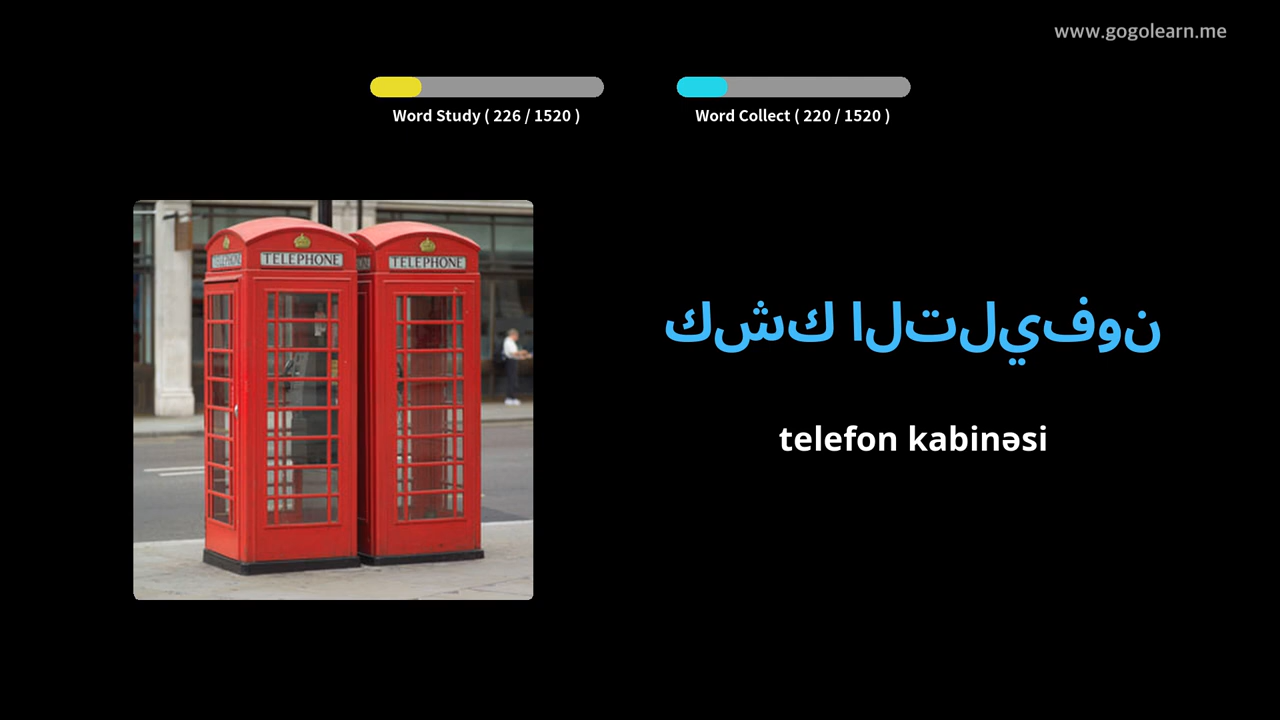 www.gogolearn.me
Word Study ( 226 / 1520 )
Word Collect ( 220 / 1520 )
TELEPHONE
TELEPHONE
كشك التليفون
telefon kabinəsi